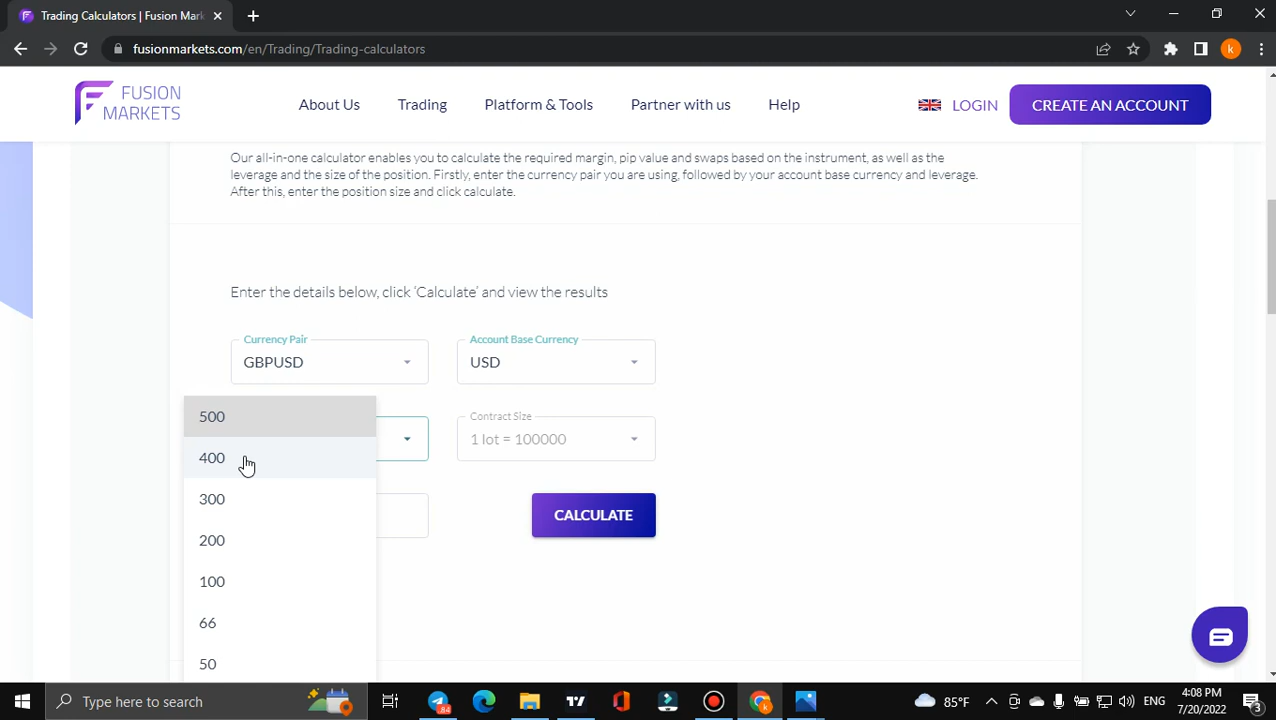 Trading Calculators | Fusion Mark
fusionmarkets.com/en/Trading/Trading-calculators
k
FUSION
MARKETS
About Us
Trading
Platform & Tools
Partner with us
Help
LOGIN
CREATE AN ACCOUNT
Our all-in-one calculator enables you to calculate the required margin, pip value and swaps based on the instrument, as well as the
leverage and the size of the position. Firstly, enter the currency pair you are using, followed by your account base currency and leverage.
After this, enter the position size and click calculate.
Enter the details below, click ‘Calculate’ and view the results
Currency Pair
GBPUSD
Account Base Currency
USD
500
400
300
200
100
66
50
Contract Size
1 lot = 100000
CALCULATE
Type here to search
84
k
85°F
ENG
4:08 PM
7/20/2022
3